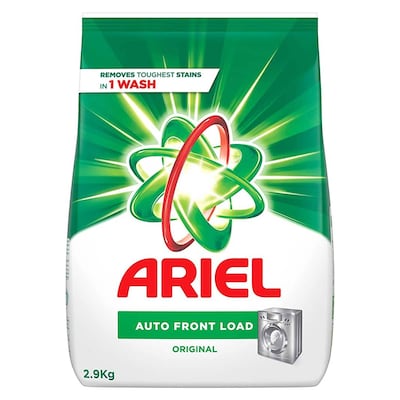 REMOVES TOUGHEST STAINS
IN 1 WASH
ARIEL
AUTO FRONT LOAD
ORIGINAL
2.9Kg